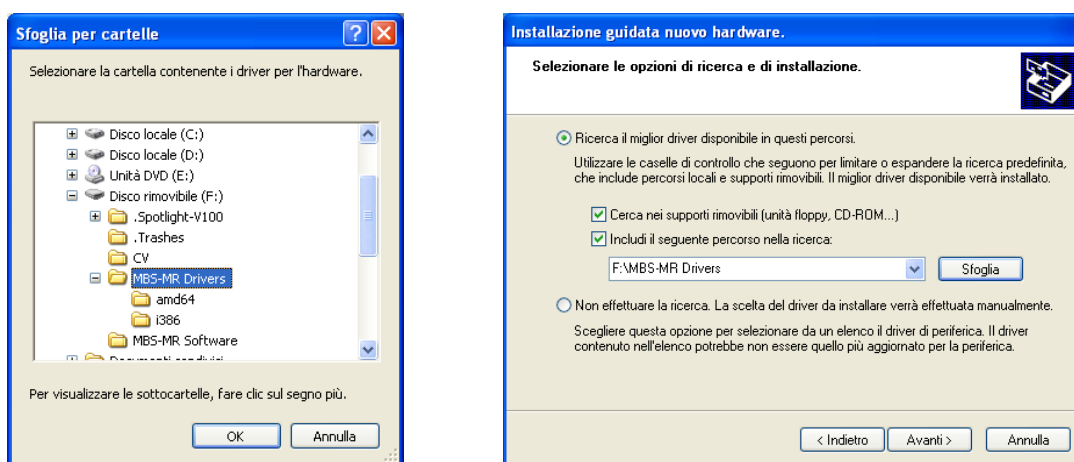 Sfoglia per cartelle
Selezionare la cartella contenente i driver per l'hardware.
Disco locale (C:)
Disco locale (D:)
Unità DVD (E:)
Disco rimovibile (F:)
.Spotlight-V100
.Trashes
CV
MBS-MR Drivers
amd64
i386
MBS-MR Software
Per visualizzare le sottocartelle, fare clic sul segno più.
OK
Annulla
Installazione guidata nuovo hardware.
Selezionare le opzioni di ricerca e di installazione.
Ricerca il miglior driver disponibile in questi percorsi.
Utilizzare le caselle di controllo che seguono per limitare o espandere la ricerca predefinita,
che include percorsi locali e supporti rimovibili. Il miglior driver disponibile verrà installato.
Cerca nei supporti rimovibili (unità floppy, CD-ROM...)
Includi il seguente percorso nella ricerca:
F:\MBS-MR Drivers
Sfoglia
Non effettuare la ricerca. La scelta del driver da installare verrà effettuata manualmente.
Scegliere questa opzione per selezionare da un elenco il driver di periferica. Il driver
contenuto nell'elenco potrebbe non essere quello più aggiornato per la periferica.
< Indietro
Avanti >
Annulla